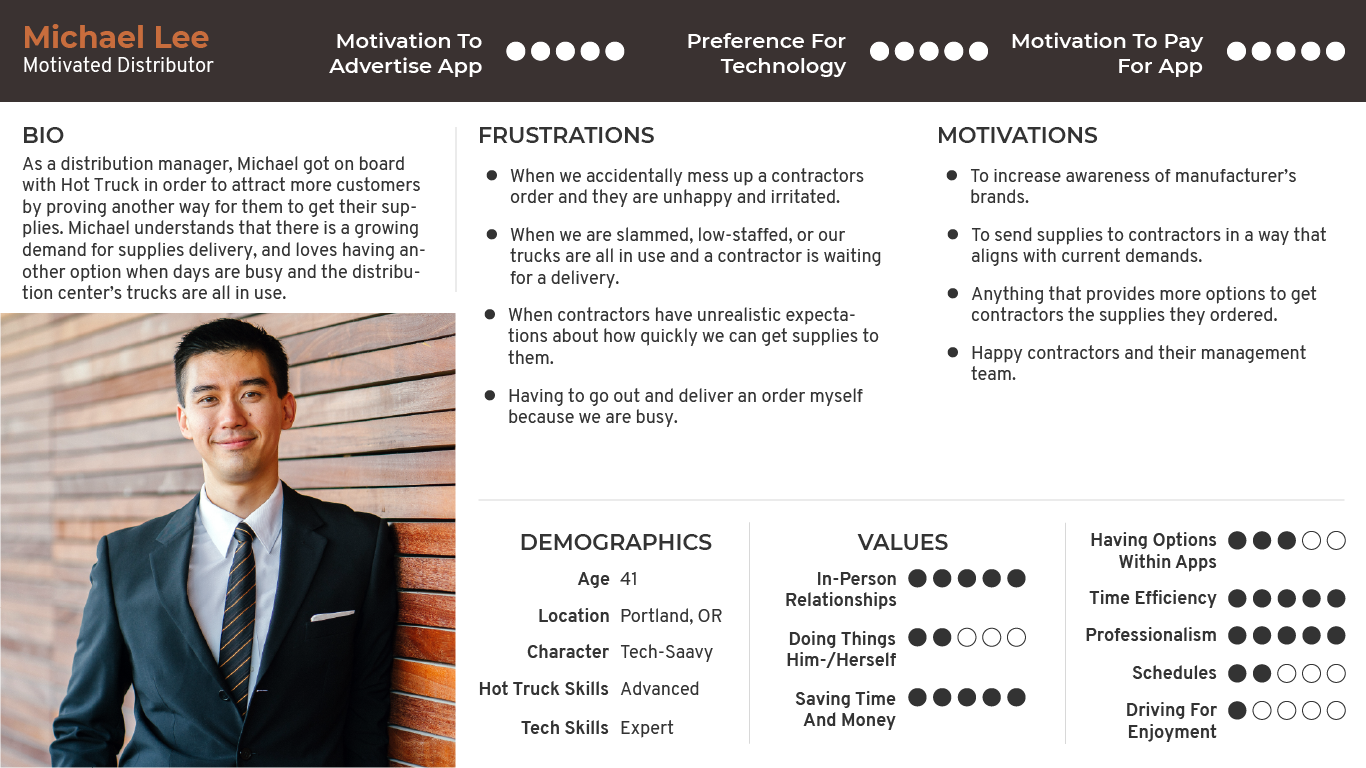 Michael Lee
Motivated Distributor
Motivation To
Advertise App
Preference For
Technology
Motivation To Pay
For App
BIO
As a distribution manager, Michael got on board
with Hot Truck in order to attract more customers
by proving another way for them to get their sup-
plies. Michael understands that there is a growing
demand for supplies delivery, and loves having an-
other option when days are busy and the distribu-
tion center's trucks are all in use.
FRUSTRATIONS
When we accidentally mess up a contractors
order and they are unhappy and irritated.
When we are slammed, low-staffed, or our
trucks are all in use and a contractor is waiting
for a delivery.
When contractors have unrealistic expecta-
tions about how quickly we can get supplies to
them.
Having to go out and deliver an order myself
because we are busy.
MOTIVATIONS
To increase awareness of manufacturer's
brands.
To send supplies to contractors in a way that
aligns with current demands.
Anything that provides more options to get
contractors the supplies they ordered.
Happy contractors and their management
team.
DEMOGRAPHICS
Age 41
Location Portland, OR
Character Tech-Saavy
Hot Truck Skills Advanced
Tech Skills Expert
VALUES
In-Person
Relationships
Doing Things
Him-/Herself
Saving Time
And Money
Having Options
Within Apps
Time Efficiency
Professionalism
Schedules
Driving For
Enjoyment